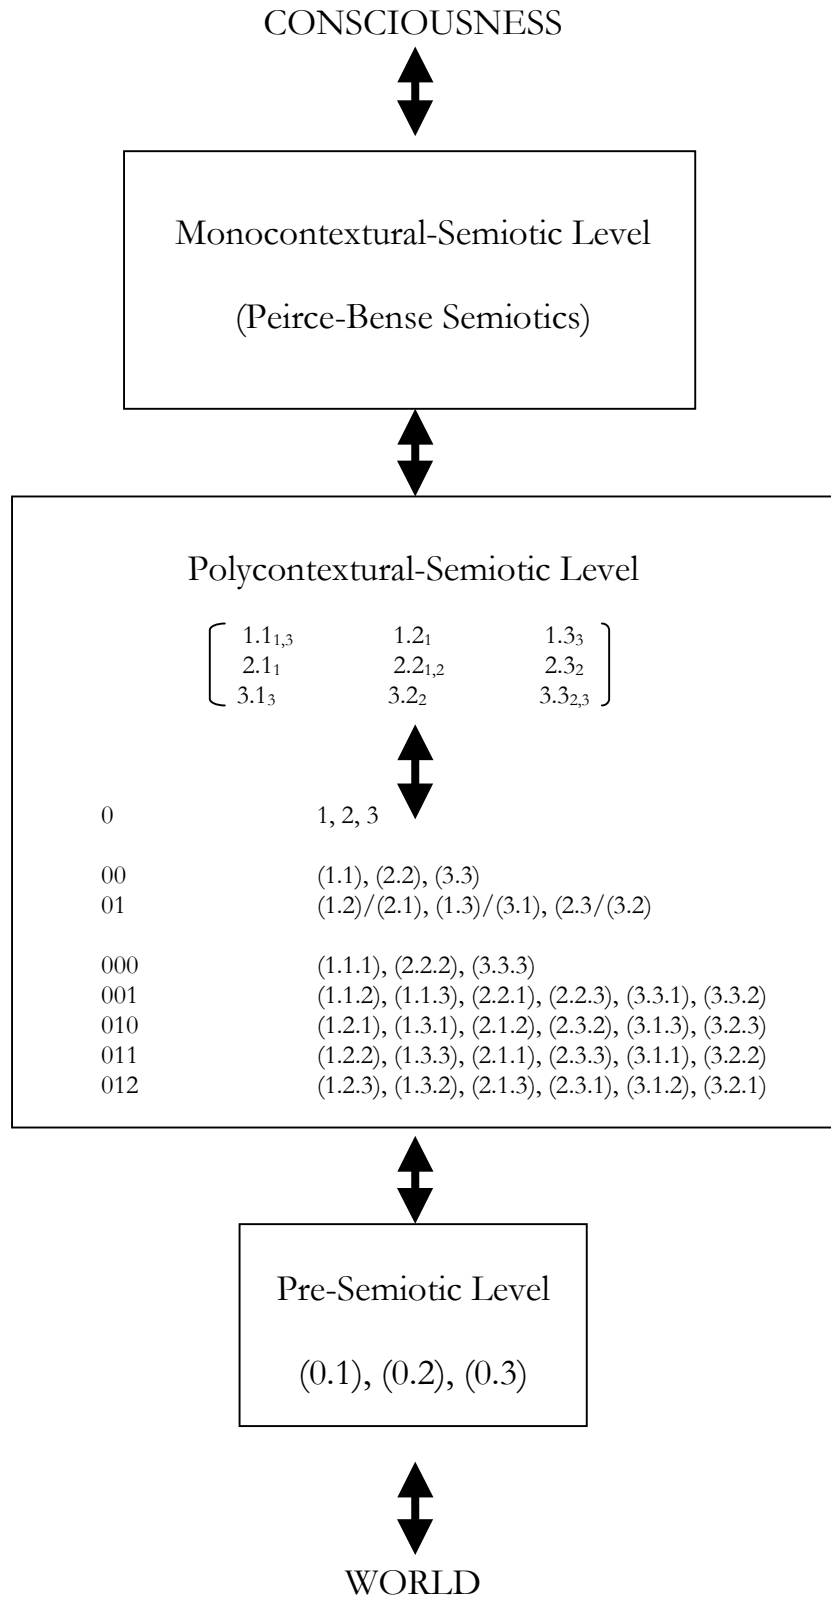 CONSCIOUSNESS
Monocontextural-Semiotic Level
(Peirce-Bense Semiotics)
Polycontextural-Semiotic Level
1.1₁,₃ 1.2₁ 1.3₃
2.1₁ 2.2₁,₂ 2.3₂
3.1₃ 3.2₂ 3.3₂,₃
0 1, 2, 3
00 (1.1), (2.2), (3.3)
01 (1.2)/(2.1), (1.3)/(3.1), (2.3/(3.2)
000 (1.1.1), (2.2.2), (3.3.3)
001 (1.1.2), (1.1.3), (2.2.1), (2.2.3), (3.3.1), (3.3.2)
010 (1.2.1), (1.3.1), (2.1.2), (2.3.2), (3.1.3), (3.2.3)
011 (1.2.2), (1.3.3), (2.1.1), (2.3.3), (3.1.1), (3.2.2)
012 (1.2.3), (1.3.2), (2.1.3), (2.3.1), (3.1.2), (3.2.1)
Pre-Semiotic Level
(0.1), (0.2), (0.3)
WORLD